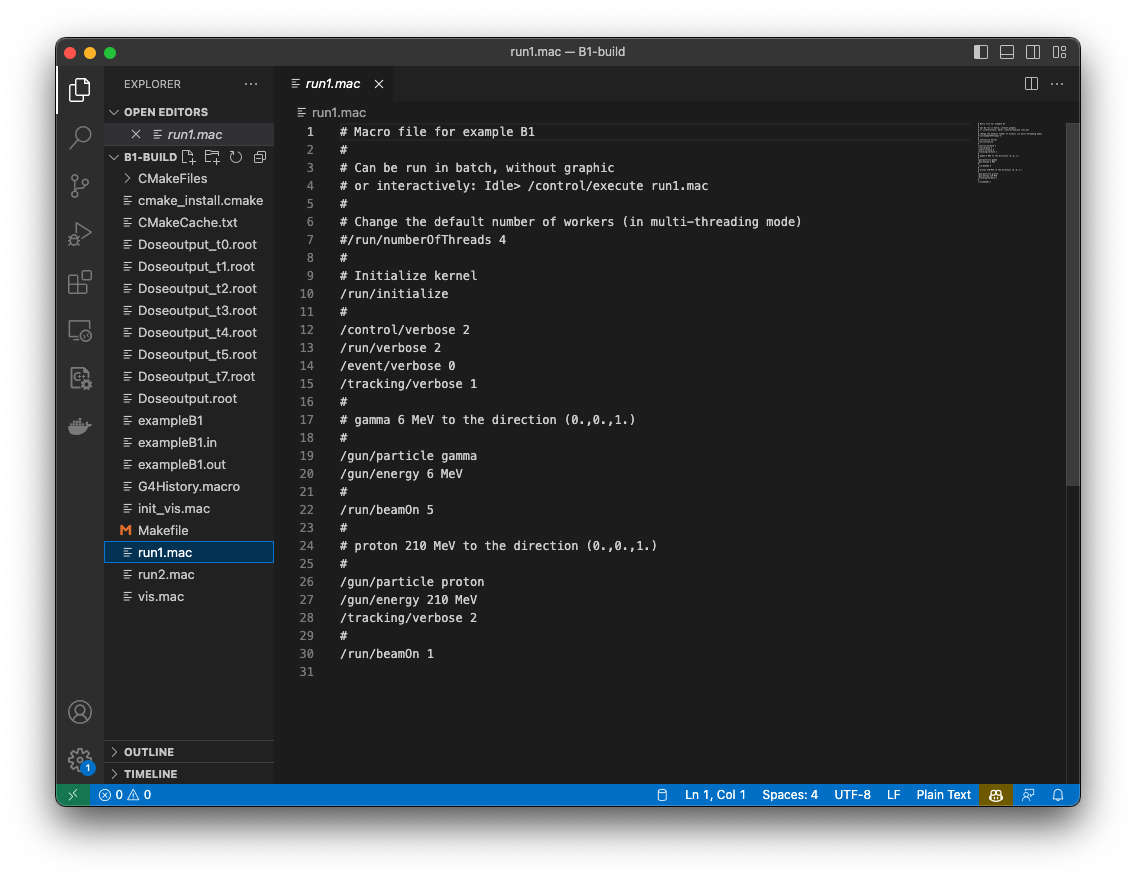 run1.mac — B1-build
EXPLORER
OPEN EDITORS
run1.mac
B1-BUILD
CMakeFiles
cmake_install.cmake
CMakeCache.txt
Doseoutput_t0.root
Doseoutput_t1.root
Doseoutput_t2.root
Doseoutput_t3.root
Doseoutput_t4.root
Doseoutput_t5.root
Doseoutput_t7.root
Doseoutput.root
exampleB1
exampleB1.in
exampleB1.out
G4History.macro
init_vis.mac
M Makefile
run1.mac
run2.mac
vis.mac
OUTLINE
TIMELINE
1
run1.mac
run1.mac
1 # Macro file for example B1
2 #
3 # Can be run in batch, without graphic
4 # or interactively: Idle> /control/execute run1.mac
5 #
6 # Change the default number of workers (in multi-threading mode)
7 #/run/numberOfThreads 4
8 #
9 # Initialize kernel
10 /run/initialize
11 #
12 /control/verbose 2
13 /run/verbose 2
14 /event/verbose 0
15 /tracking/verbose 1
16 #
17 # gamma 6 MeV to the direction (0.,0.,1.)
18 #
19 /gun/particle gamma
20 /gun/energy 6 MeV
21 #
22 /run/beamOn 5
23 #
24 # proton 210 MeV to the direction (0.,0.,1.)
25 #
26 /gun/particle proton
27 /gun/energy 210 MeV
28 /tracking/verbose 2
29 #
30 /run/beamOn 1
31
0 0 Ln 1, Col 1 Spaces: 4 UTF-8 LF Plain Text